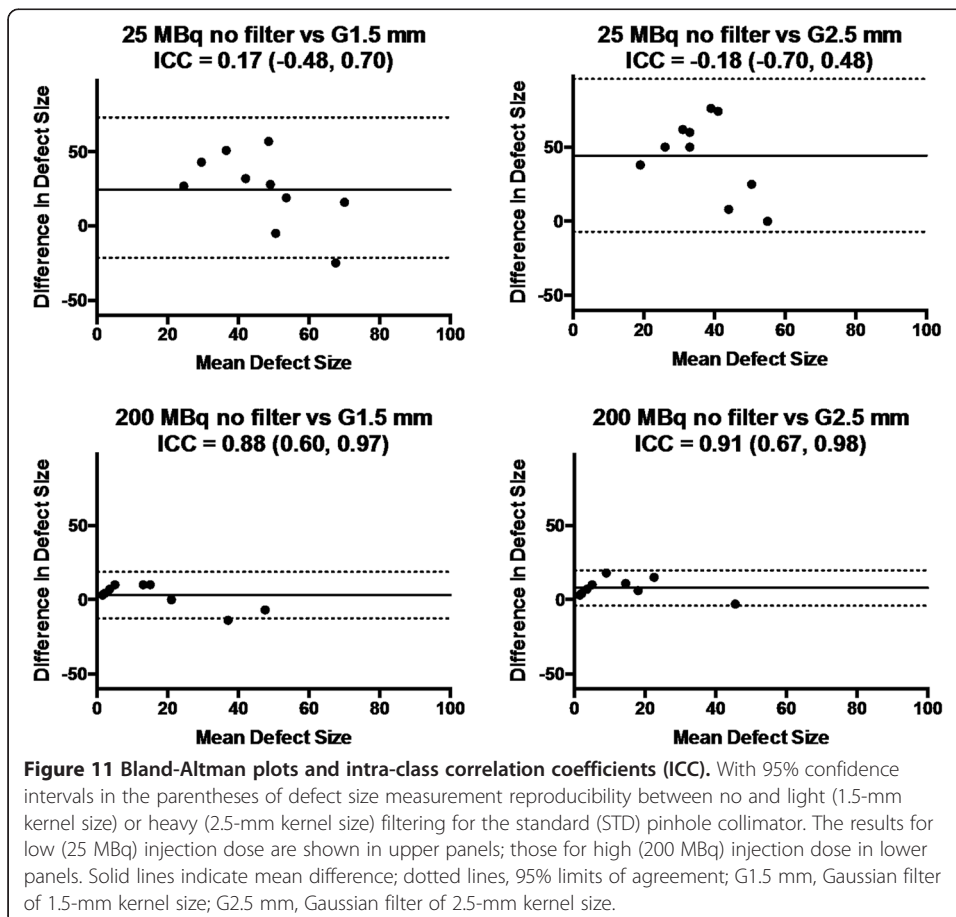 25 MBq no filter vs G1.5 mm
ICC = 0.17 (-0.48, 0.70)
Difference in Defect Size
50
0
-50
0 20 40 60 80 100
Mean Defect Size
25 MBq no filter vs G2.5 mm
ICC = -0.18 (-0.70, 0.48)
Difference in Defect Size
50
0
-50
0 20 40 60 80 100
Mean Defect Size
200 MBq no filter vs G1.5 mm
ICC = 0.88 (0.60, 0.97)
Difference in Defect Size
50
0
-50
0 20 40 60 80 100
Mean Defect Size
200 MBq no filter vs G2.5 mm
ICC = 0.91 (0.67, 0.98)
Difference in Defect Size
50
0
-50
0 20 40 60 80 100
Mean Defect Size
Figure 11 Bland-Altman plots and intra-class correlation coefficients (ICC). With 95% confidence
intervals in the parentheses of defect size measurement reproducibility between no and light (1.5-mm
kernel size) or heavy (2.5-mm kernel size) filtering for the standard (STD) pinhole collimator. The results for
low (25 MBq) injection dose are shown in upper panels; those for high (200 MBq) injection dose in lower
panels. Solid lines indicate mean difference; dotted lines, 95% limits of agreement; G1.5 mm, Gaussian filter
of 1.5-mm kernel size; G2.5 mm, Gaussian filter of 2.5-mm kernel size.